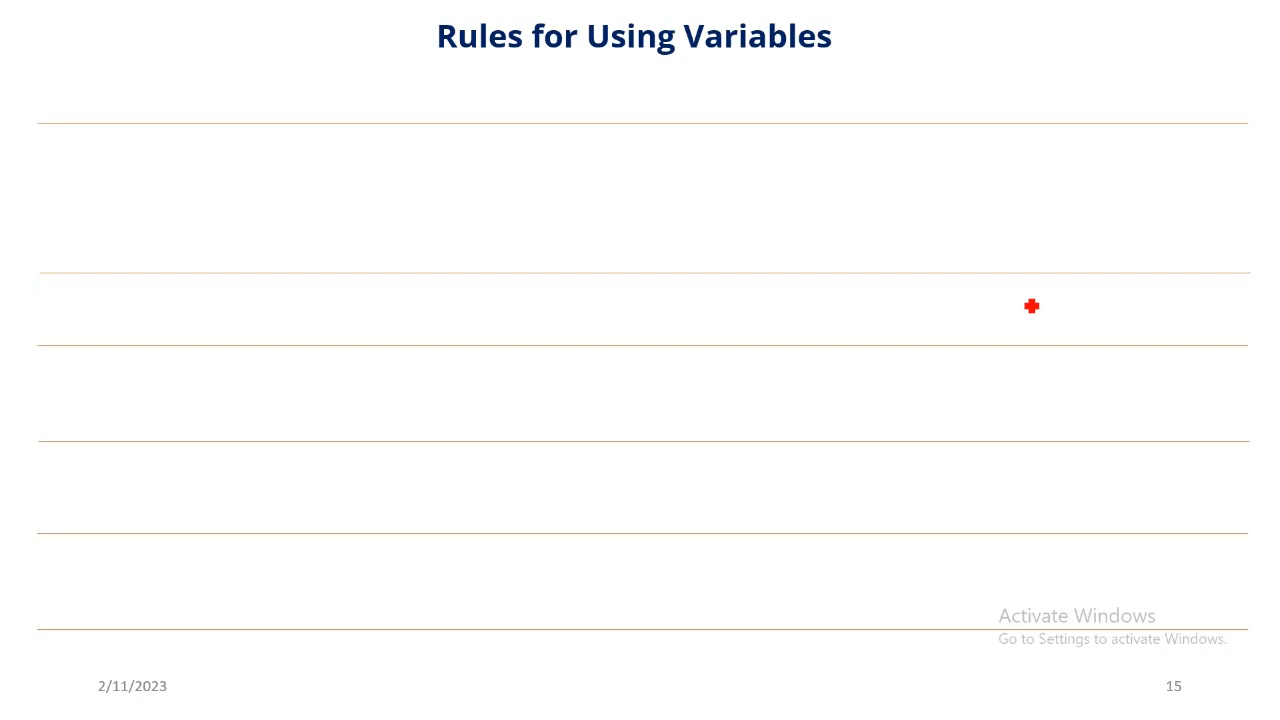 Rules for Using Variables
Activate Windows
Go to Settings to activate Windows.
2/11/2023
15